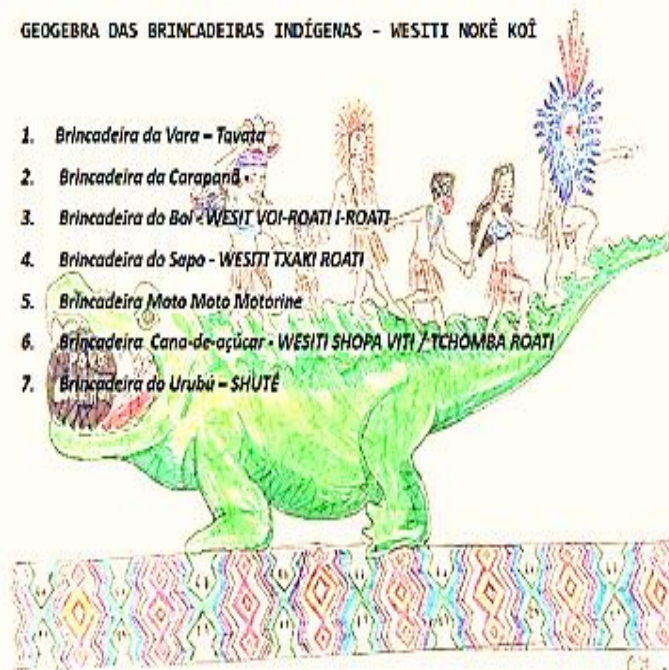 GEOGEBRA DAS BRINCADEIRAS INDÍGENAS - WESITI NOKÊ KOÎ
1. Brincadeira da Vara – Tavata
2. Brincadeira da Carapanã -
3. Brincadeira do Boi - WESIT VOI-ROATI I-ROATI
4. Brincadeira do Sapo - WESITI TXAKI ROATI
5. Brincadeira Moto Moto Motorine
6. Brincadeira Cana-de-açúcar - WESITI SHOPA VITI / TCHOMBA ROATI
7. Brincadeira do Urubú – SHUTÊ